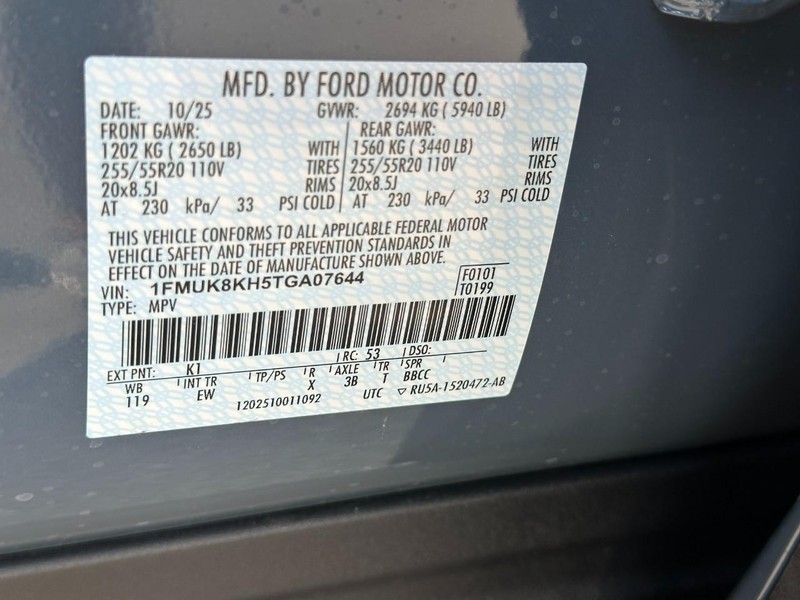 MFD. BY FORD MOTOR CO.
DATE: 10/25 GVWR: 2694 KG ( 5940 LB)
FRONT GAWR: REAR GAWR:
1202 KG ( 2650 LB) WITH 1560 KG ( 3440 LB) WITH
255/55R20 110V TIRES 255/55R20 110V TIRES
20x8.5J RIMS 20x8.5J RIMS
AT 230 kPa/ 33 PSI COLD AT 230 kPa/ 33 PSI COLD
THIS VEHICLE CONFORMS TO ALL APPLICABLE FEDERAL MOTOR
VEHICLE SAFETY AND THEFT PREVENTION STANDARDS IN
EFFECT ON THE DATE OF MANUFACTURE SHOWN ABOVE.
VIN: 1FMUK8KH5TGA07644 F0101
TYPE: MPV T0199
EXT PNT: K1 RC: 53 DSO:
WB INT TR TP/PS R AXLE TR SPR
119 EW X 3B T BBCC
1202510011092 UTC ▽ RU5A-1520472-AB